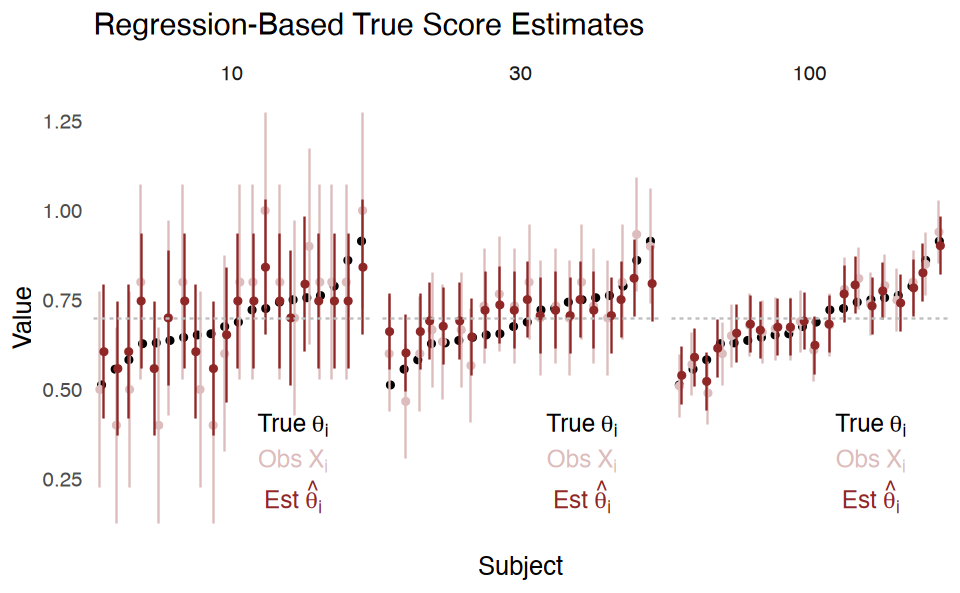 Regression-Based True Score Estimates
10 30 100
1.25
1.00
0.75
0.50
0.25
Value
True θi True θi True θi
Obs Xi Obs Xi Obs Xi
Est θ̂i Est θ̂i Est θ̂i
Subject